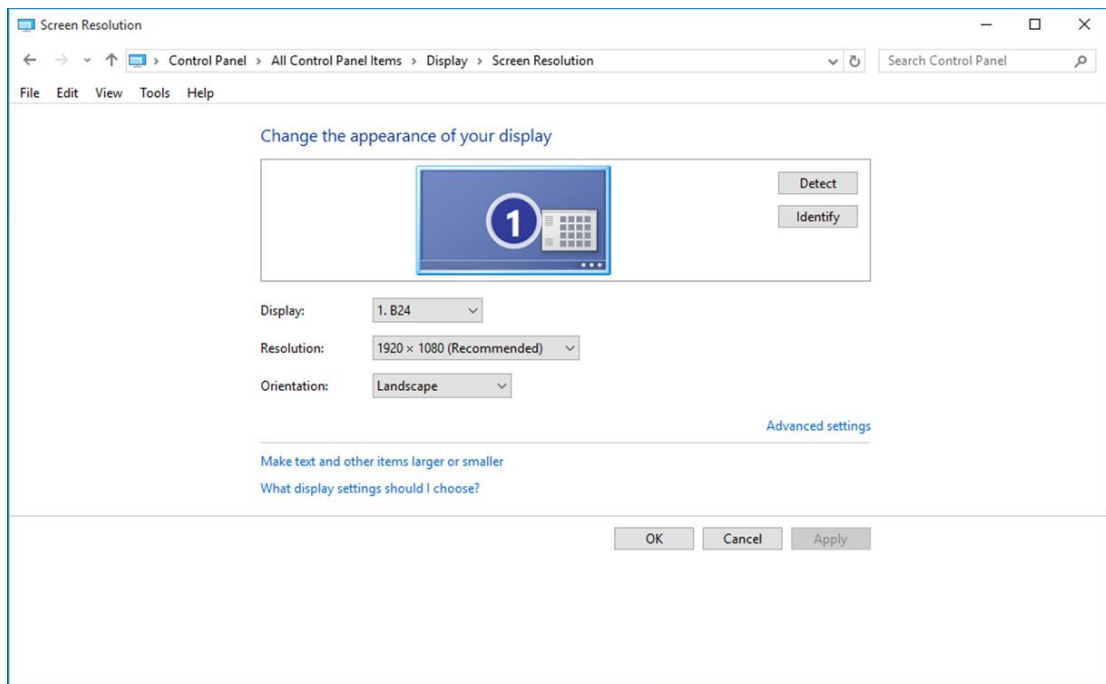 Screen Resolution
Control Panel > All Control Panel Items > Display > Screen Resolution
Search Control Panel
File Edit View Tools Help
Change the appearance of your display
1
Detect
Identify
Display: 1. B24
Resolution: 1920 × 1080 (Recommended)
Orientation: Landscape
Advanced settings
Make text and other items larger or smaller
What display settings should I choose?
OK Cancel Apply